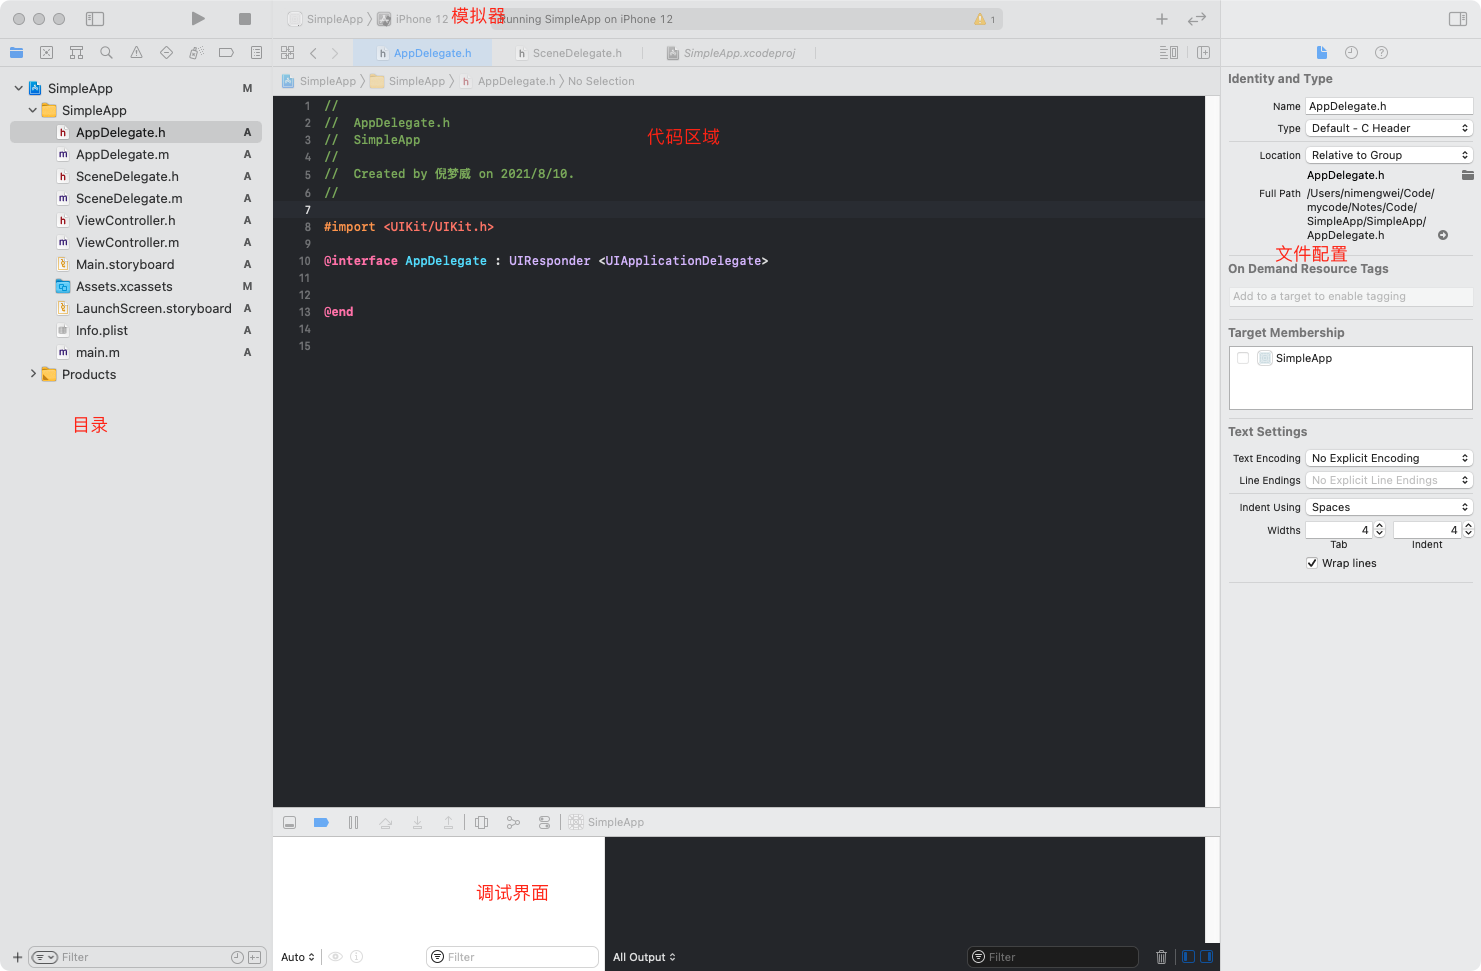 SimpleApp
iPhone 12
模拟器
unning SimpleApp on iPhone 12
1
AppDelegate.h
SceneDelegate.h
SimpleApp.xcodeproj
SimpleApp
SimpleApp
AppDelegate.h
No Selection
SimpleApp M
SimpleApp
AppDelegate.h A
AppDelegate.m A
SceneDelegate.h A
SceneDelegate.m A
ViewController.h A
ViewController.m A
Main.storyboard A
Assets.xcassets M
LaunchScreen.storyboard A
Info.plist A
main.m A
Products
目录
Filter
1 //
2 // AppDelegate.h
3 // SimpleApp
4 //
5 // Created by 倪梦威 on 2021/8/10.
6 //
7
8 #import <UIKit/UIKit.h>
9
10 @interface AppDelegate : UIResponder <UIApplicationDelegate>
11
12
13 @end
14
15
代码区域
SimpleApp
调试界面
Auto
Filter
All Output
Filter
Identity and Type
Name AppDelegate.h
Type Default - C Header
Location Relative to Group
AppDelegate.h
Full Path /Users/nimengwei/Code/
mycode/Notes/Code/
SimpleApp/SimpleApp/
AppDelegate.h
文件配置
On Demand Resource Tags
Add to a target to enable tagging
Target Membership
SimpleApp
Text Settings
Text Encoding No Explicit Encoding
Line Endings No Explicit Line Endings
Indent Using Spaces
Widths 4 4
Tab Indent
Wrap lines